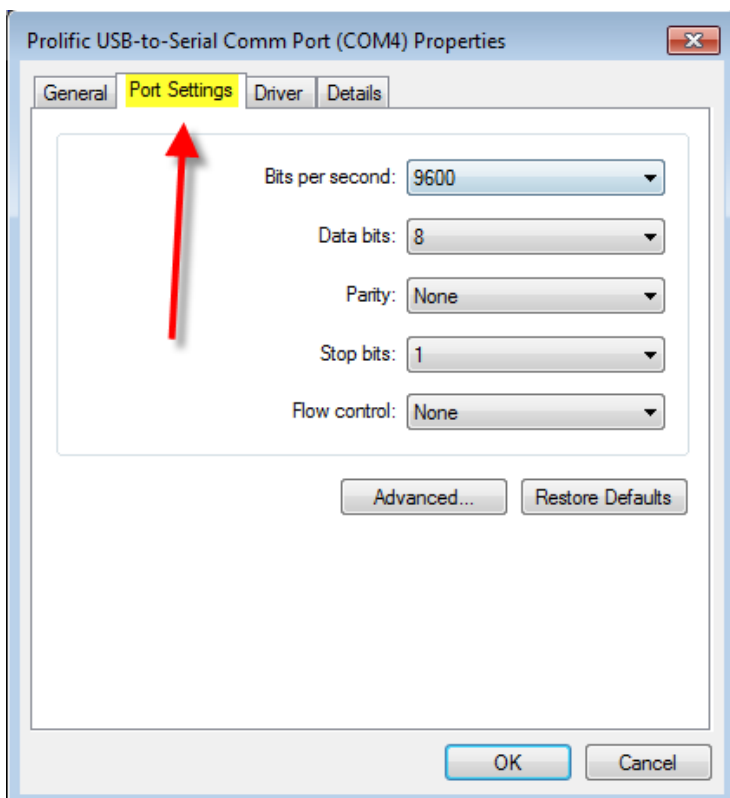 Prolific USB-to-Serial Comm Port (COM4) Properties
General Port Settings Driver Details
Bits per second: 9600
Data bits: 8
Parity: None
Stop bits: 1
Flow control: None
Advanced... Restore Defaults
OK Cancel